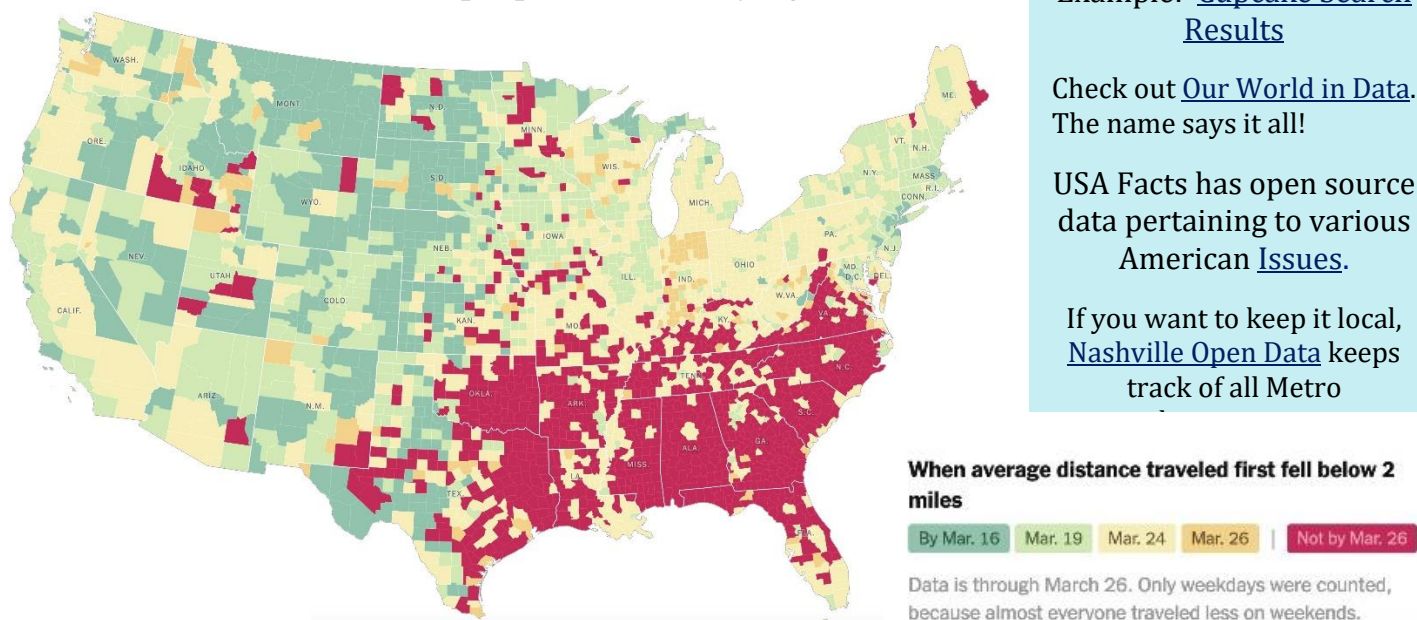 Results
Check out Our World in Data.
The name says it all!
USA Facts has open source
data pertaining to various
American Issues.
If you want to keep it local,
Nashville Open Data keeps
track of all Metro
WASH.
MONT.
N.D.
MINN.
ME.
ORE.
IDAHO
S.D.
WIS.
VT.
N.H.
WYO.
MICH.
N.Y.
MASS.
R.I.
CONN.
NEV.
UTAH
NEB.
IOWA
ILL.
IND.
OHIO
PA.
N.J.
MD.
D.C.
DEL.
CALIF.
COLO.
KAN.
MO.
KY.
W.VA.
VA.
ARIZ.
N.M.
OKLA.
ARK.
TENN.
N.C.
TEX.
LA.
MISS.
ALA.
GA.
S.C.
FLA.
When average distance traveled first fell below 2
miles
By Mar. 16 Mar. 19 Mar. 24 Mar. 26 | Not by Mar. 26
Data is through March 26. Only weekdays were counted,
because almost everyone traveled less on weekends.